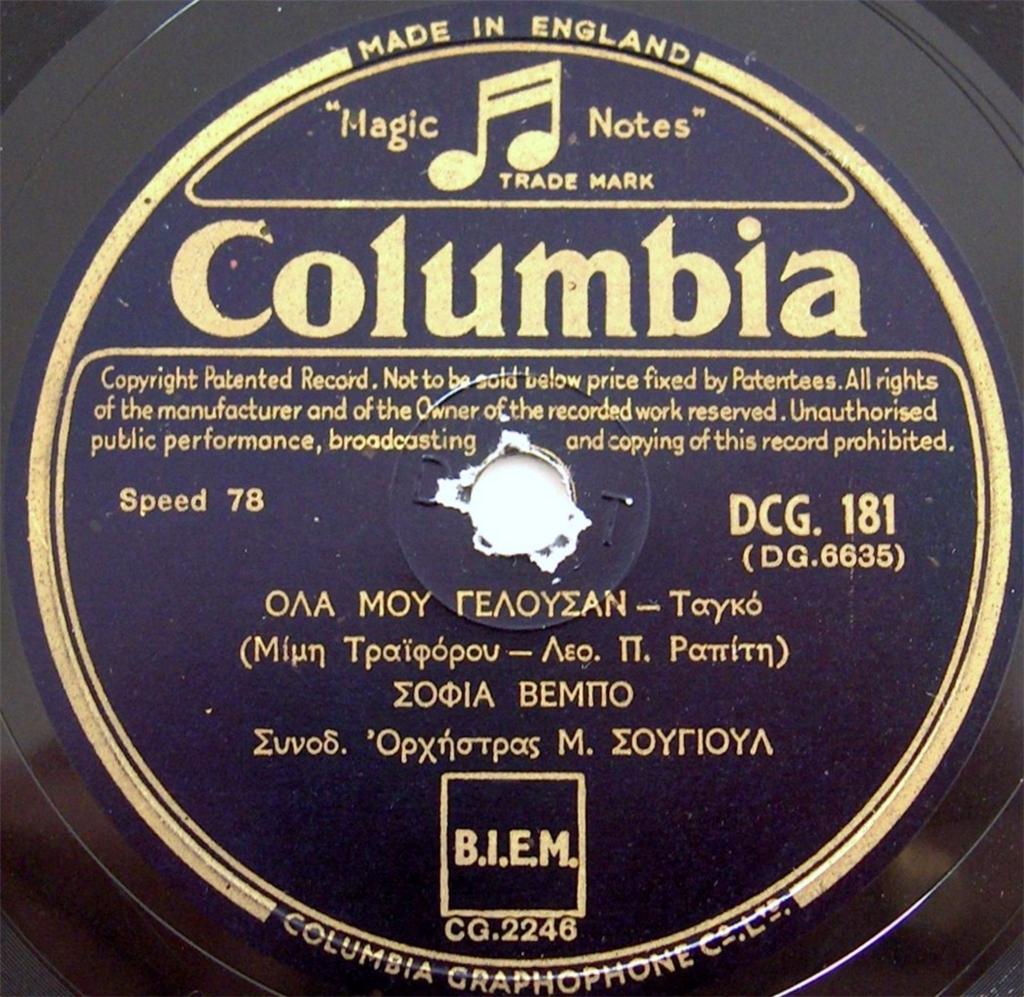 MADE IN ENGLAND
"Magic Notes"
TRADE MARK
Columbia
Copyright Patented Record. Not to be sold below price fixed by Patentees. All rights
of the manufacturer and of the Owner of the recorded work reserved. Unauthorised
public performance, broadcasting and copying of this record prohibited.
Speed 78
DCG. 181
(DG.6635)
ΟΛΑ ΜΟΥ ΓΕΛΟΥΣΑΝ – Ταγκό
(Μίμη Τραϊφόρου – Λεο. Π. Ραπίτη)
ΣΟΦΙΑ ΒΕΜΠΟ
Συνοδ. Ὀρχήστρας Μ. ΣΟΥΓΙΟΥΛ
B.I.E.M.
CG.2246
COLUMBIA GRAPHOPHONE Co. LTD.